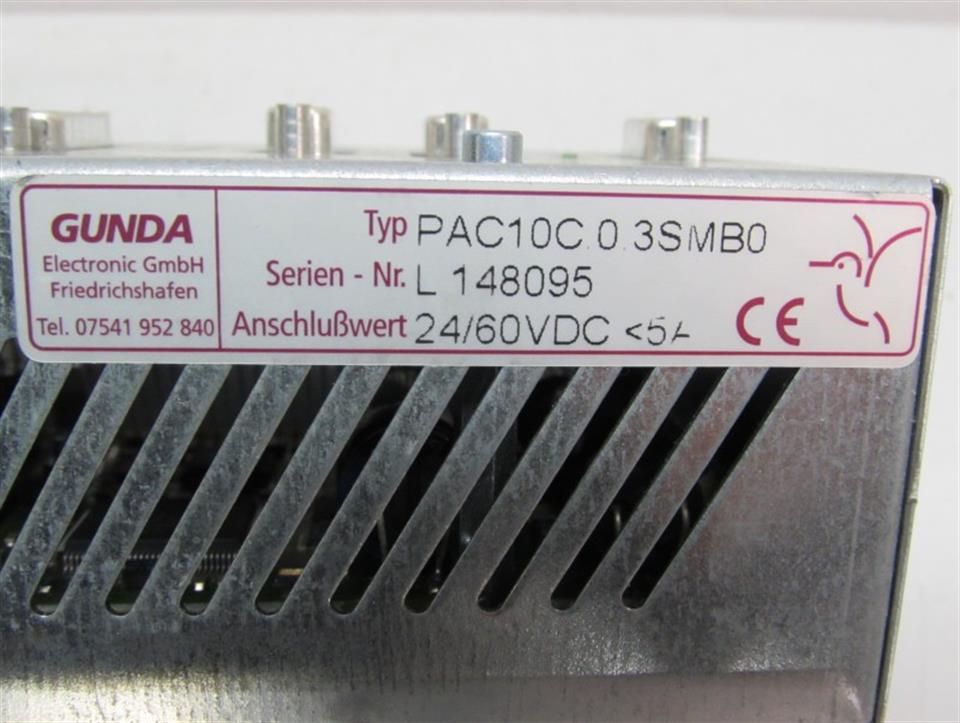 GUNDA
Electronic GmbH
Friedrichshafen
Tel. 07541 952 840
Typ PAC10C.0.3SMB0
Serien - Nr. L 148095
Anschlußwert 24/60VDC <5A
CE